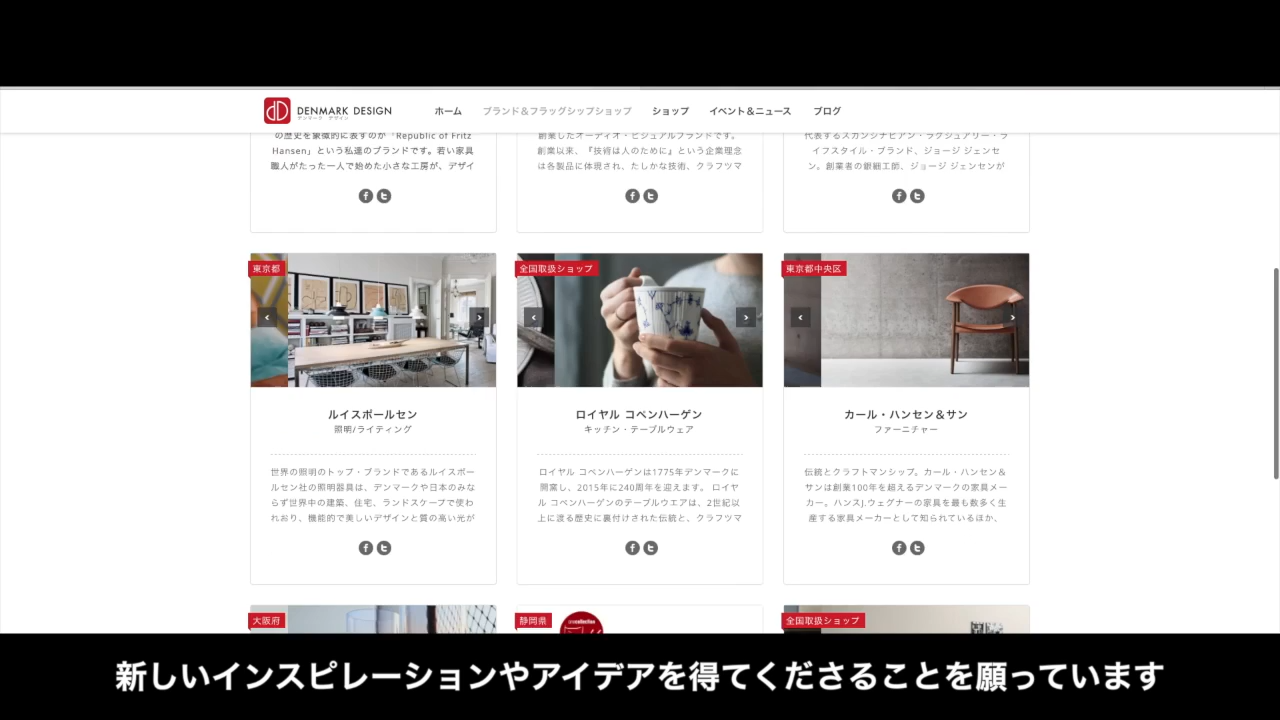 DENMARK DESIGN
デンマーク デザイン
ホーム
ブランド＆フラッグシップショップ
ショップ
イベント＆ニュース
ブログ
の歴史を象徴的に表すのが「Republic of Fritz
Hansen」という私達のブランドです。若い家具
職人がたった一人で始めた小さな工房が、デザイ
創業したオーディオ・ビジュアルブランドです。
創業以来、『技術は人のために』という企業理念
は各製品に体現され、たしかな技術、クラフツマ
代表するスカンジナビアン・ラグジュアリー・ラ
イフスタイル・ブランド、ジョージ ジェンセ
ン。創業者の銀細工師、ジョージ ジェンセンが
東京都
ルイスポールセン
照明/ライティング
世界の照明のトップ・ブランドであるルイスポー
ルセン社の照明器具は、デンマークや日本のみな
らず世界中の建築、住宅、ランドスケープで使わ
れおり、機能的で美しいデザインと質の高い光が
全国取扱ショップ
ロイヤル コペンハーゲン
キッチン・テーブルウェア
ロイヤル コペンハーゲンは1775年デンマークに
開業し、2015年に240周年を迎えます。 ロイヤ
ル コペンハーゲンのテーブルウエアは、2世紀以
上に渡る歴史に裏付けされた伝統と、クラフツマ
東京都中央区
カール・ハンセン＆サン
ファーニチャー
伝統とクラフトマンシップ。カール・ハンセン＆
サンは創業100年を超えるデンマークの家具メー
カー。ハンスJ.ウェグナーの家具を最も数多く生
産する家具メーカーとして知られているほか、
大阪府
静岡県
全国取扱ショップ
新しいインスピレーションやアイデアを得てくださることを願っています